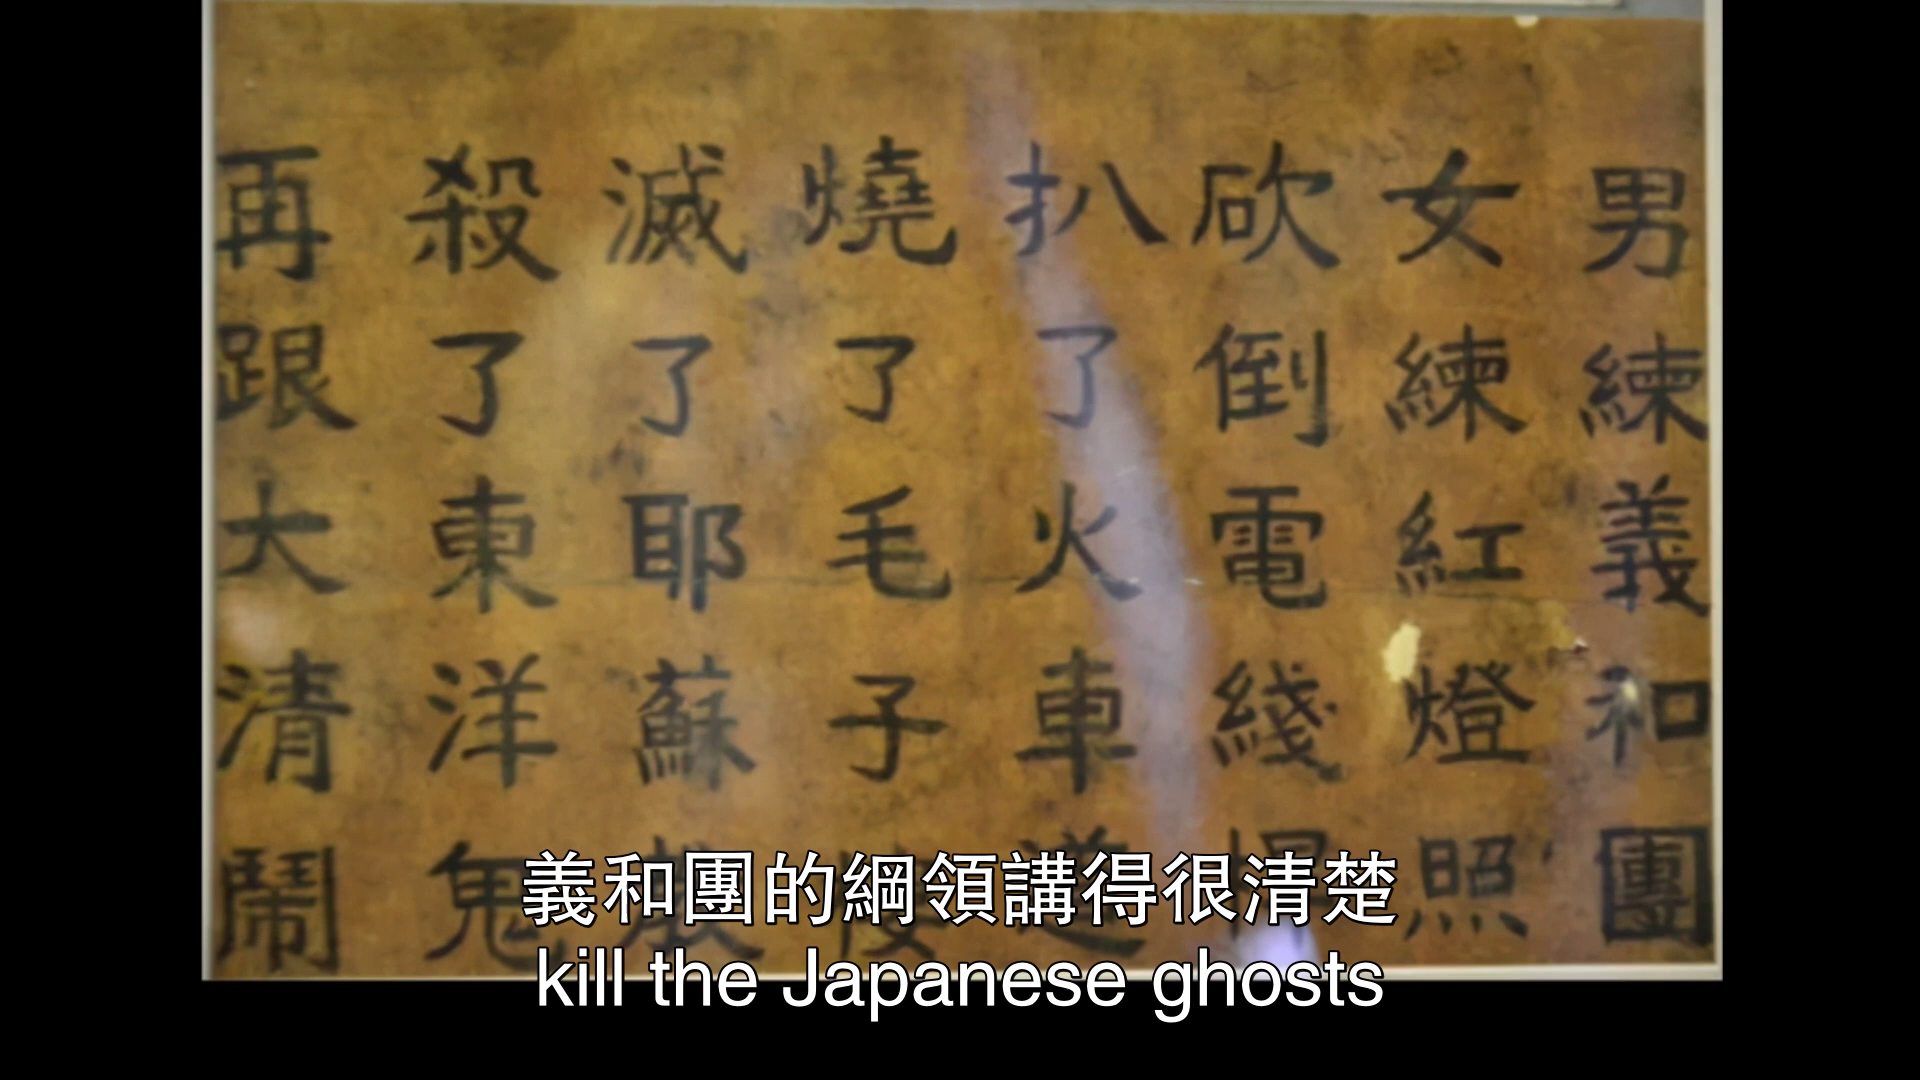 男練義和團
女練紅燈照
砍倒電綫
扒了火車道
燒了毛子
滅了耶蘇教
殺了東洋鬼
再跟大清鬧
義和團的綱領講得很清楚
kill the Japanese ghosts